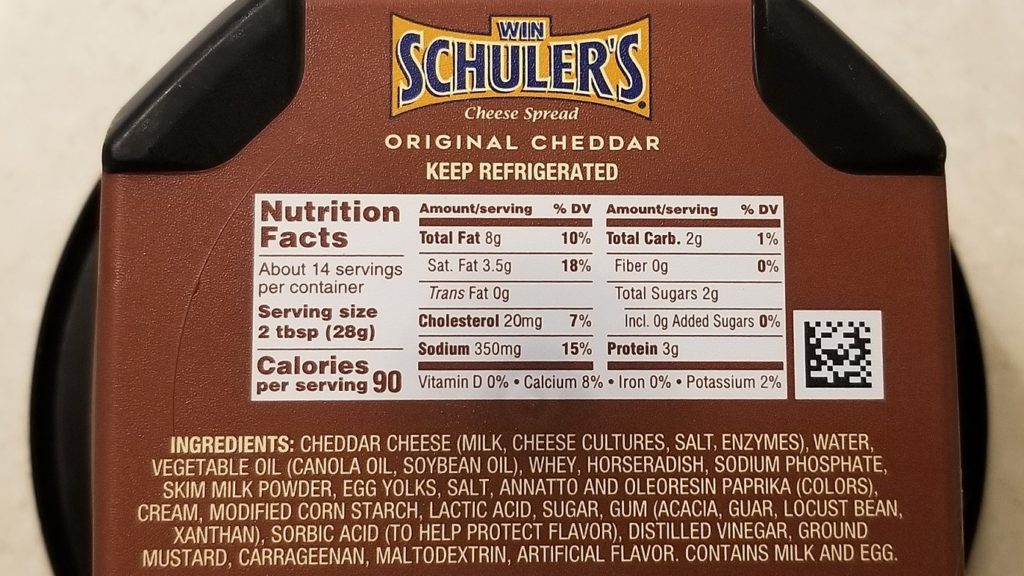 WIN
SCHULER'S
Cheese Spread
ORIGINAL CHEDDAR
KEEP REFRIGERATED
Nutrition
Facts
About 14 servings
per container
Serving size
2 tbsp (28g)
Calories
per serving 90
Amount/serving % DV
Total Fat 8g 10%
Sat. Fat 3.5g 18%
Trans Fat 0g
Cholesterol 20mg 7%
Sodium 350mg 15%
Amount/serving % DV
Total Carb. 2g 1%
Fiber 0g 0%
Total Sugars 2g
Incl. 0g Added Sugars 0%
Protein 3g
Vitamin D 0% • Calcium 8% • Iron 0% • Potassium 2%
INGREDIENTS: CHEDDAR CHEESE (MILK, CHEESE CULTURES, SALT, ENZYMES), WATER,
VEGETABLE OIL (CANOLA OIL, SOYBEAN OIL), WHEY, HORSERADISH, SODIUM PHOSPHATE,
SKIM MILK POWDER, EGG YOLKS, SALT, ANNATTO AND OLEORESIN PAPRIKA (COLORS),
CREAM, MODIFIED CORN STARCH, LACTIC ACID, SUGAR, GUM (ACACIA, GUAR, LOCUST BEAN,
XANTHAN), SORBIC ACID (TO HELP PROTECT FLAVOR), DISTILLED VINEGAR, GROUND
MUSTARD, CARRAGEENAN, MALTODEXTRIN, ARTIFICIAL FLAVOR. CONTAINS MILK AND EGG.